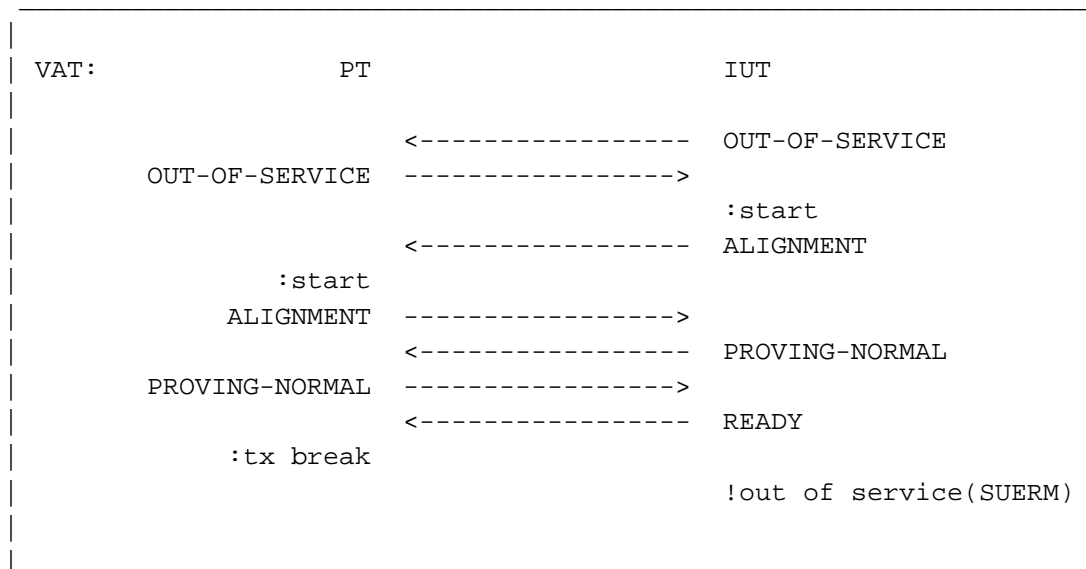 VAT: PT IUT
<----------------- OUT-OF-SERVICE
OUT-OF-SERVICE ----------------->
:start
<----------------- ALIGNMENT
:start
ALIGNMENT ----------------->
<----------------- PROVING-NORMAL
PROVING-NORMAL ----------------->
<----------------- READY
:tx break
!out of service(SUERM)